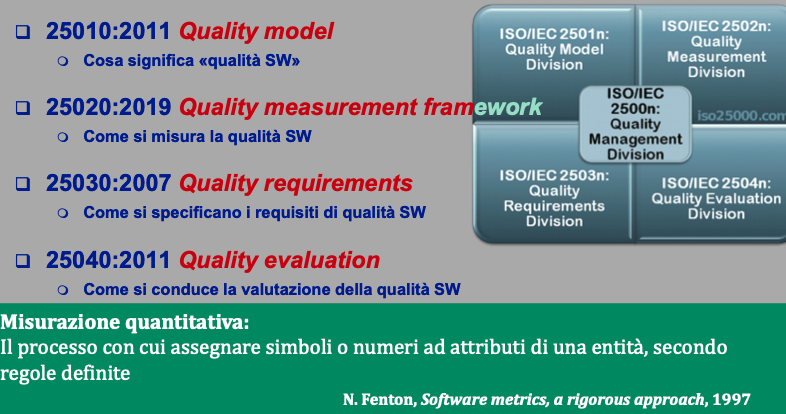 25010:2011 Quality model
Cosa significa «qualità SW»
25020:2019 Quality measurement framework
Come si misura la qualità SW
25030:2007 Quality requirements
Come si specificano i requisiti di qualità SW
25040:2011 Quality evaluation
Come si conduce la valutazione della qualità SW
ISO/IEC 2501n:
Quality Model
Division
ISO/IEC 2502n:
Quality
Measurement
Division
ISO/IEC
2500n:
Quality
Management
Division
iso25000.com
ISO/IEC 2503n:
Quality
Requirements
Division
ISO/IEC 2504n:
Quality Evaluation
Division
Misurazione quantitativa:
Il processo con cui assegnare simboli o numeri ad attributi di una entità, secondo
regole definite
N. Fenton, Software metrics, a rigorous approach, 1997